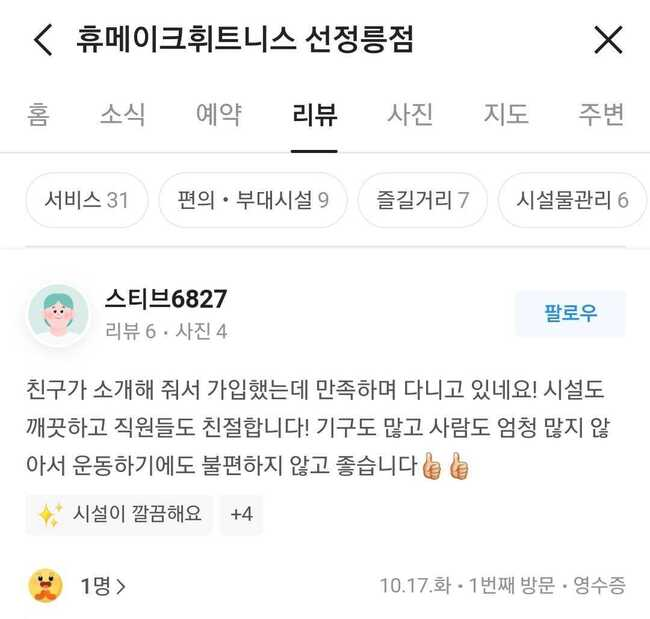 휴메이크휘트니스 선정릉점
홈 소식 예약 리뷰 사진 지도 주변
서비스 31 편의・부대시설 9 즐길거리 7 시설물관리 6
스티브6827
팔로우
리뷰 6・사진 4
친구가 소개해 줘서 가입했는데 만족하며 다니고 있네요! 시설도
깨끗하고 직원들도 친절합니다! 기구도 많고 사람도 엄청 많지 않
아서 운동하기에도 불편하지 않고 좋습니다👍👍
✨ 시설이 깔끔해요 +4
1명 >
10.17.화・1번째 방문・영수증